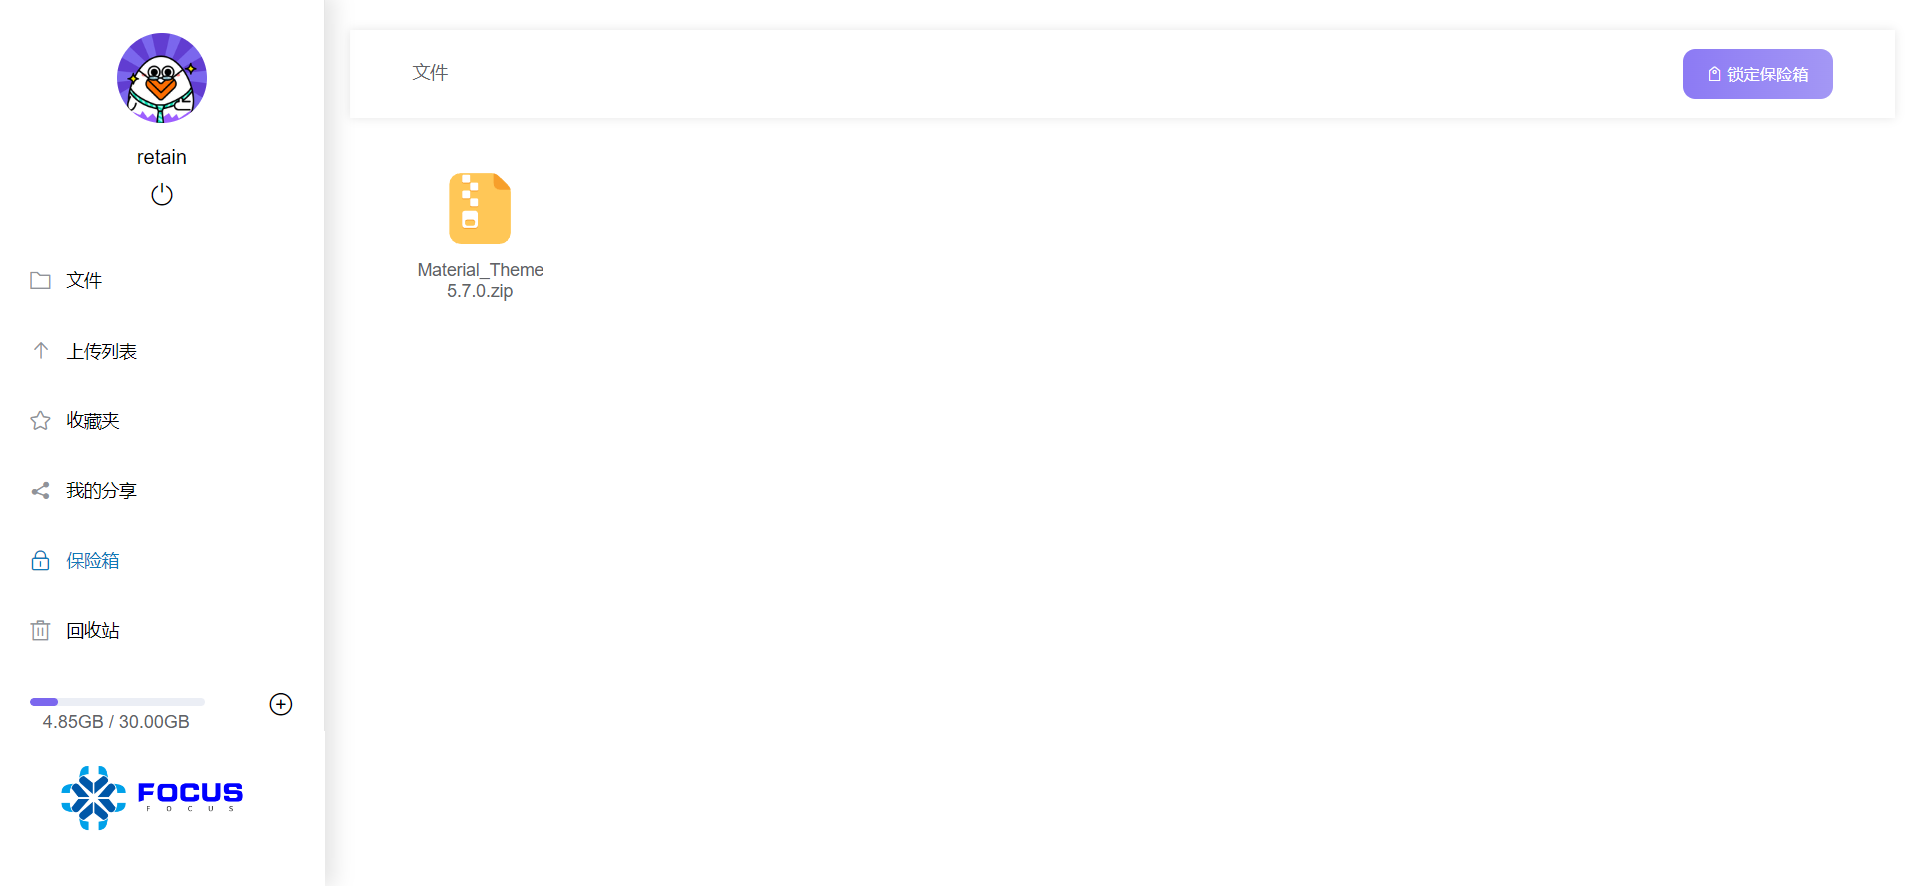 retain
文件
上传列表
收藏夹
我的分享
保险箱
回收站
4.85GB / 30.00GB
FOCUS
FOCUS
文件
锁定保险箱
Material_Theme
5.7.0.zip